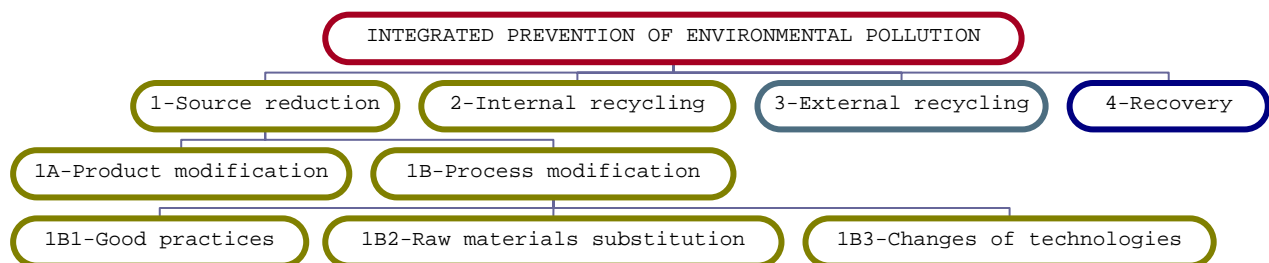 INTEGRATED PREVENTION OF ENVIRONMENTAL POLLUTION
1-Source reduction
2-Internal recycling
3-External recycling
4-Recovery
1A-Product modification
1B-Process modification
1B1-Good practices
1B2-Raw materials substitution
1B3-Changes of technologies